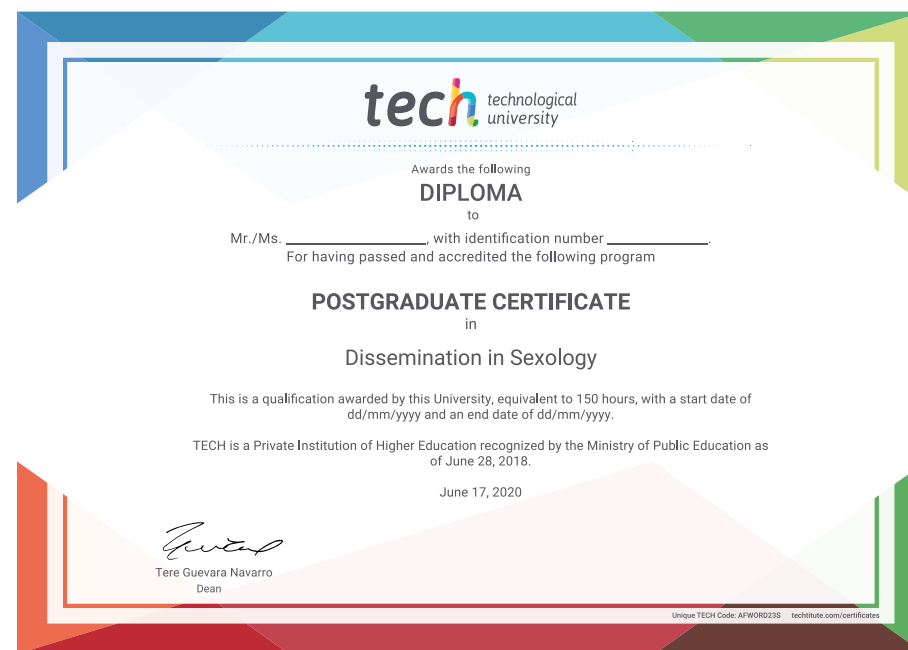 tech technological
university
Awards the following
DIPLOMA
to
Mr./Ms. ____________________, with identification number ______________.
For having passed and accredited the following program
POSTGRADUATE CERTIFICATE
in
Dissemination in Sexology
This is a qualification awarded by this University, equivalent to 150 hours, with a start date of
dd/mm/yyyy and an end date of dd/mm/yyyy.
TECH is a Private Institution of Higher Education recognized by the Ministry of Public Education as
of June 28, 2018.
June 17, 2020
Tere Guevara Navarro
Dean
Unique TECH Code: AFWORD23S techtitute.com/certificates